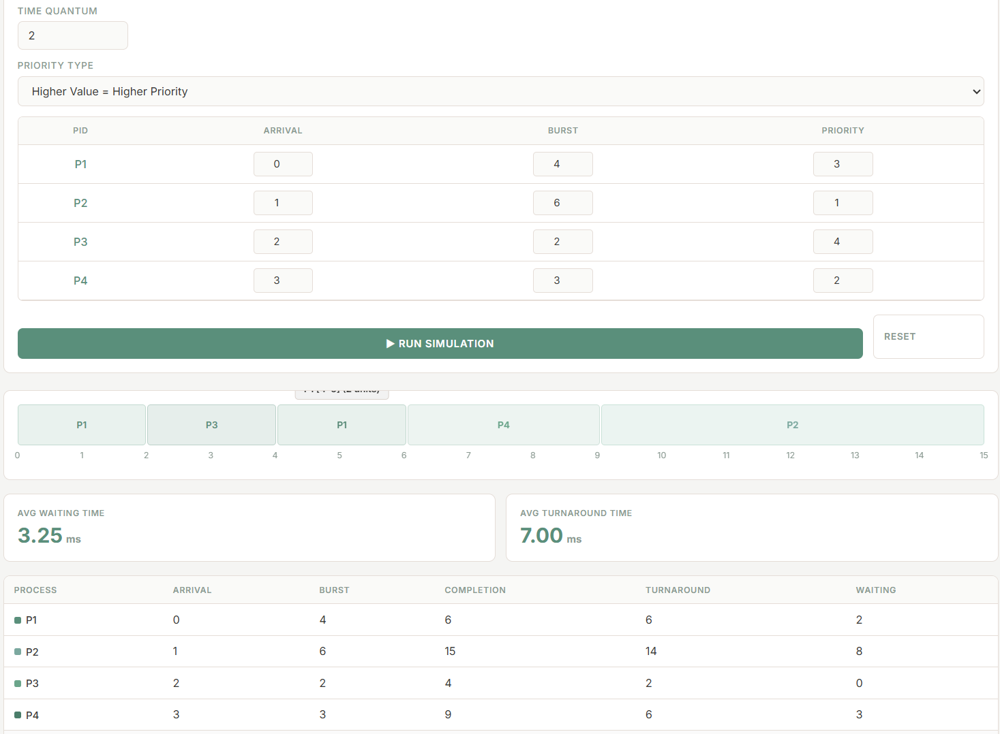 TIME QUANTUM
2
PRIORITY TYPE
Higher Value = Higher Priority
PID ARRIVAL BURST PRIORITY
P1 0 4 3
P2 1 6 1
P3 2 2 4
P4 3 3 2
▶ RUN SIMULATION
RESET
P1 P3 P1 P4 P2
0 1 2 3 4 5 6 7 8 9 10 11 12 13 14 15
AVG WAITING TIME
3.25 ms
AVG TURNAROUND TIME
7.00 ms
PROCESS ARRIVAL BURST COMPLETION TURNAROUND WAITING
P1 0 4 6 6 2
P2 1 6 15 14 8
P3 2 2 4 2 0
P4 3 3 9 6 3